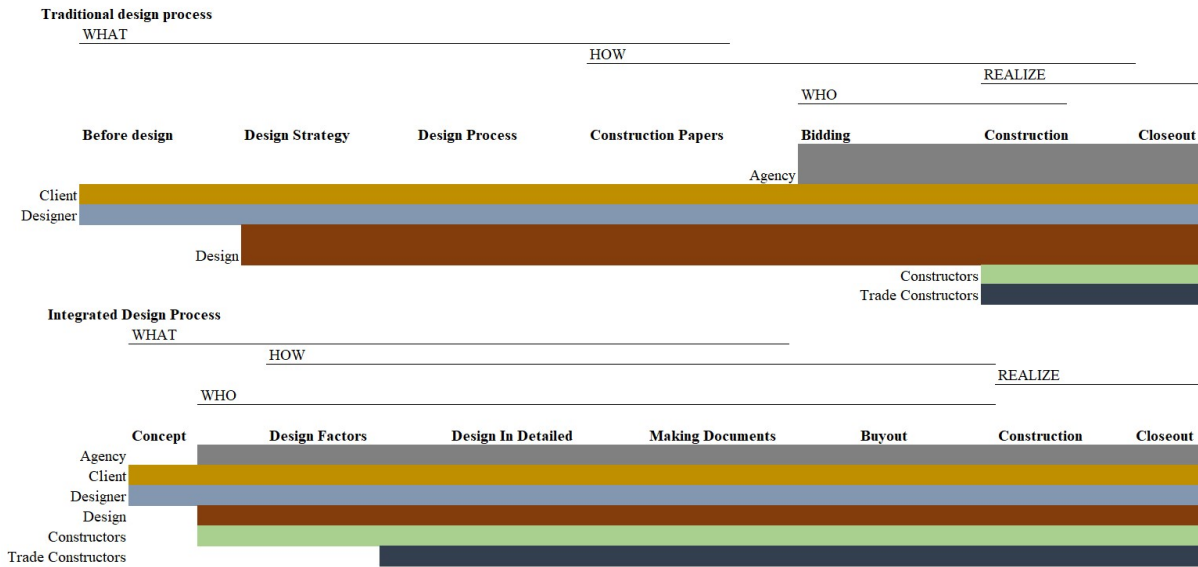 Traditional design process
WHAT
HOW
REALIZE
WHO
Before design Design Strategy Design Process Construction Papers Bidding Construction Closeout
Agency
Client
Designer
Design
Constructors
Trade Constructors
Integrated Design Process
WHAT
HOW
REALIZE
WHO
Concept Design Factors Design In Detailed Making Documents Buyout Construction Closeout
Agency
Client
Designer
Design
Constructors
Trade Constructors